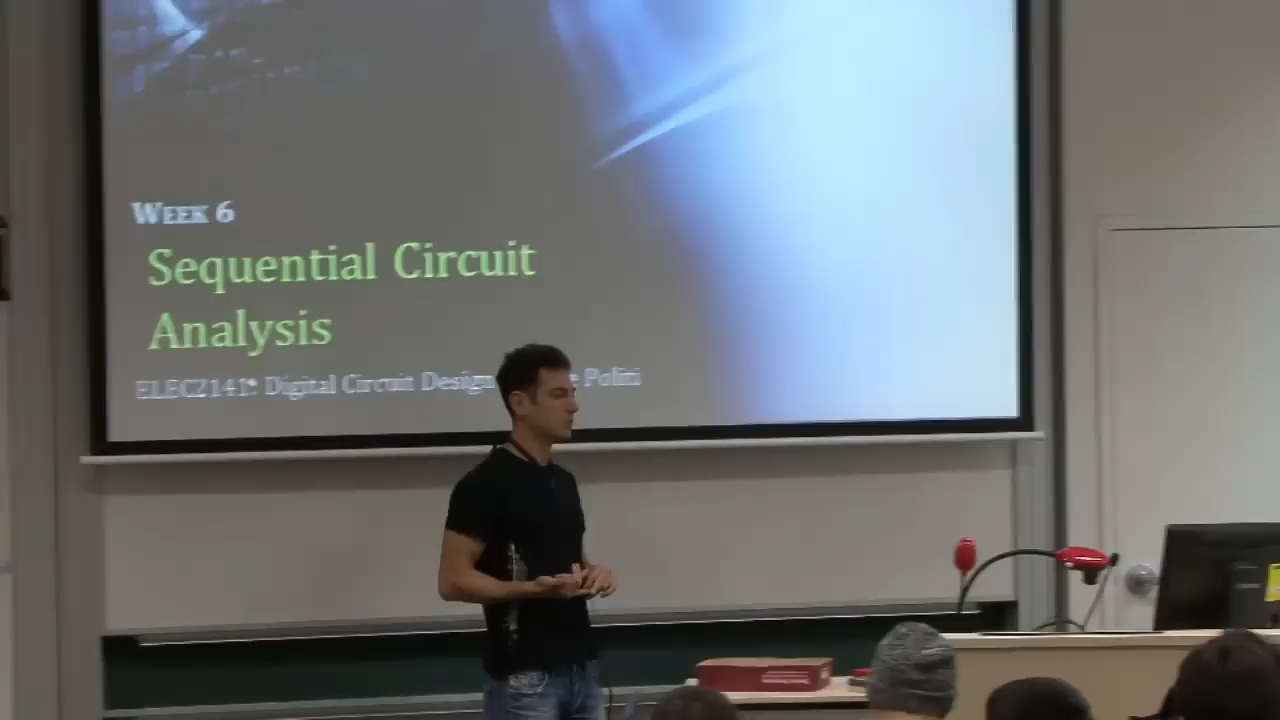 WEEK 6
Sequential Circuit
Analysis
ELEC2141: Digital Circuit Design Politi